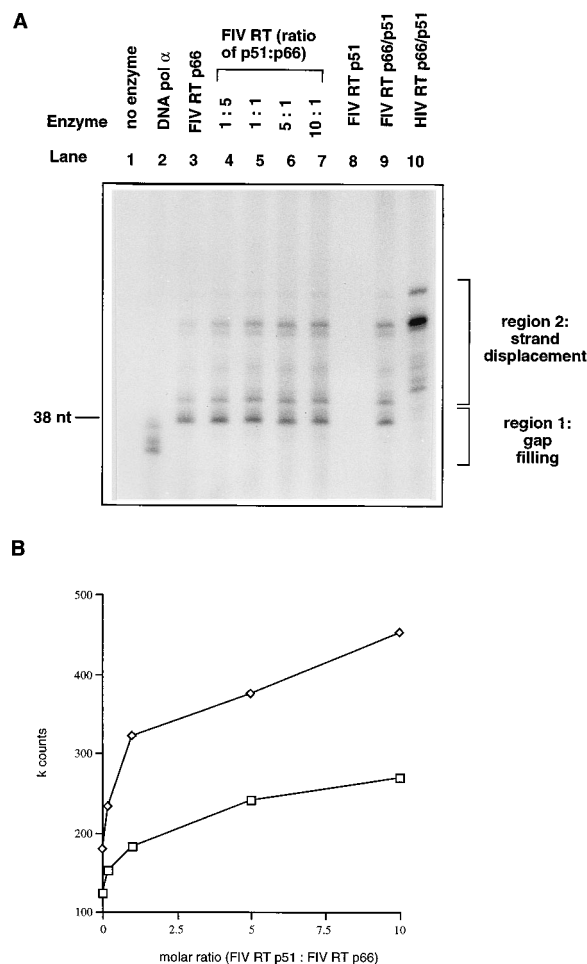 A
FIV RT (ratio
of p51:p66)
Enzyme
no enzyme
DNA pol α
FIV RT p66
1 : 5
1 : 1
5 : 1
10 : 1
FIV RT p51
FIV RT p66/p51
HIV RT p66/p51
Lane 1 2 3 4 5 6 7 8 9 10
38 nt
region 2:
strand
displacement
region 1:
gap
filling
B
500
400
300
200
100
k counts
0 2.5 5 7.5 10
molar ratio (FIV RT p51 : FIV RT p66)